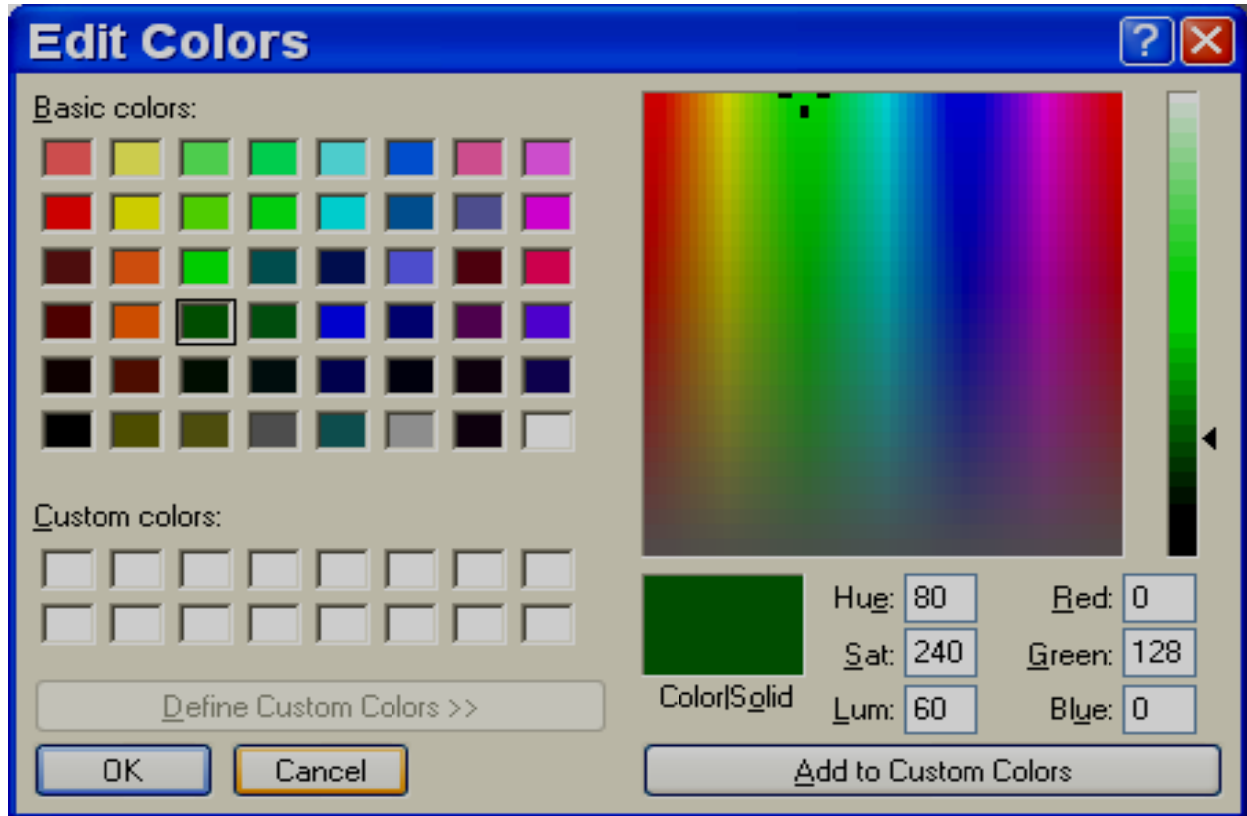 Edit Colors
Basic colors:
Custom colors:
Define Custom Colors >>
OK Cancel
Color|Solid
Hue: 80 Red: 0
Sat: 240 Green: 128
Lum: 60 Blue: 0
Add to Custom Colors